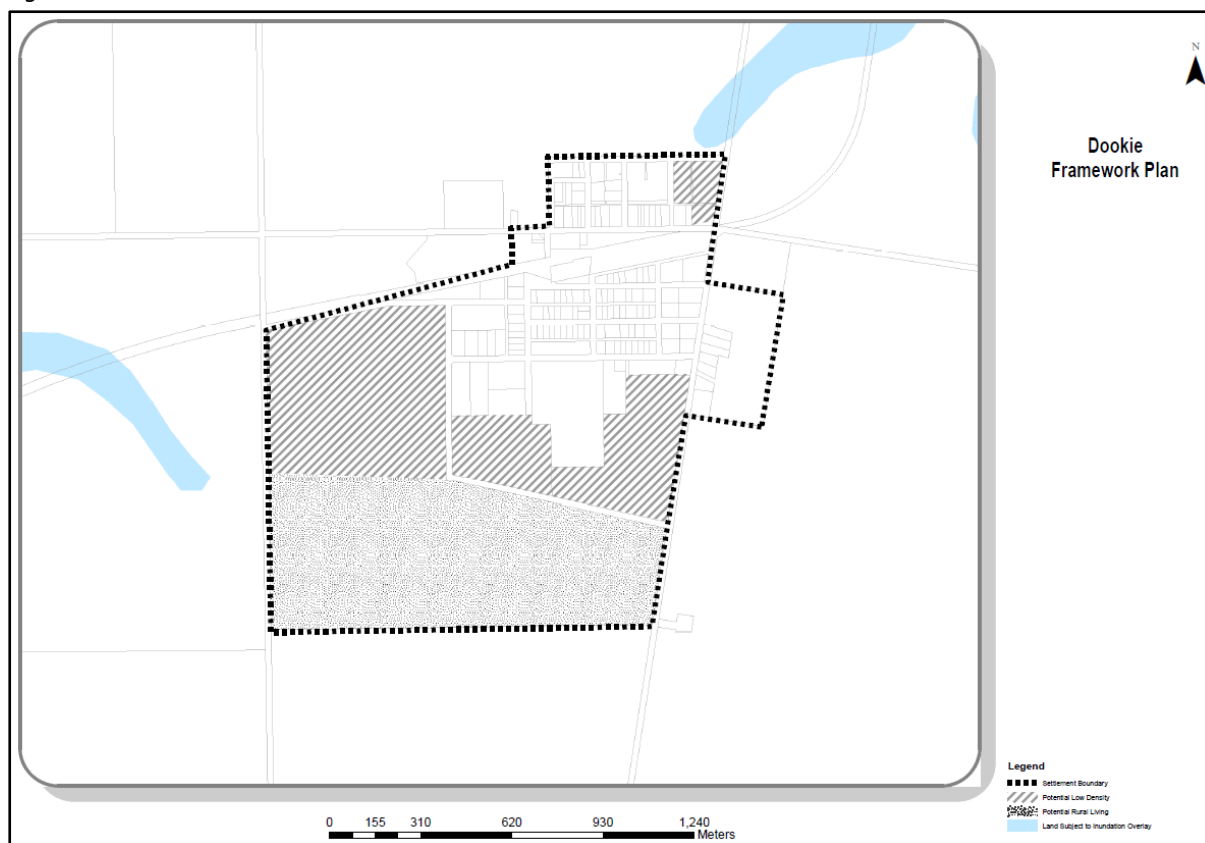 N
Dookie
Framework Plan
Legend
Settlement Boundary
Potential Low Density
Potential Rural Living
Land Subject to Inundation Overlay
0 155 310 620 930 1,240
Meters